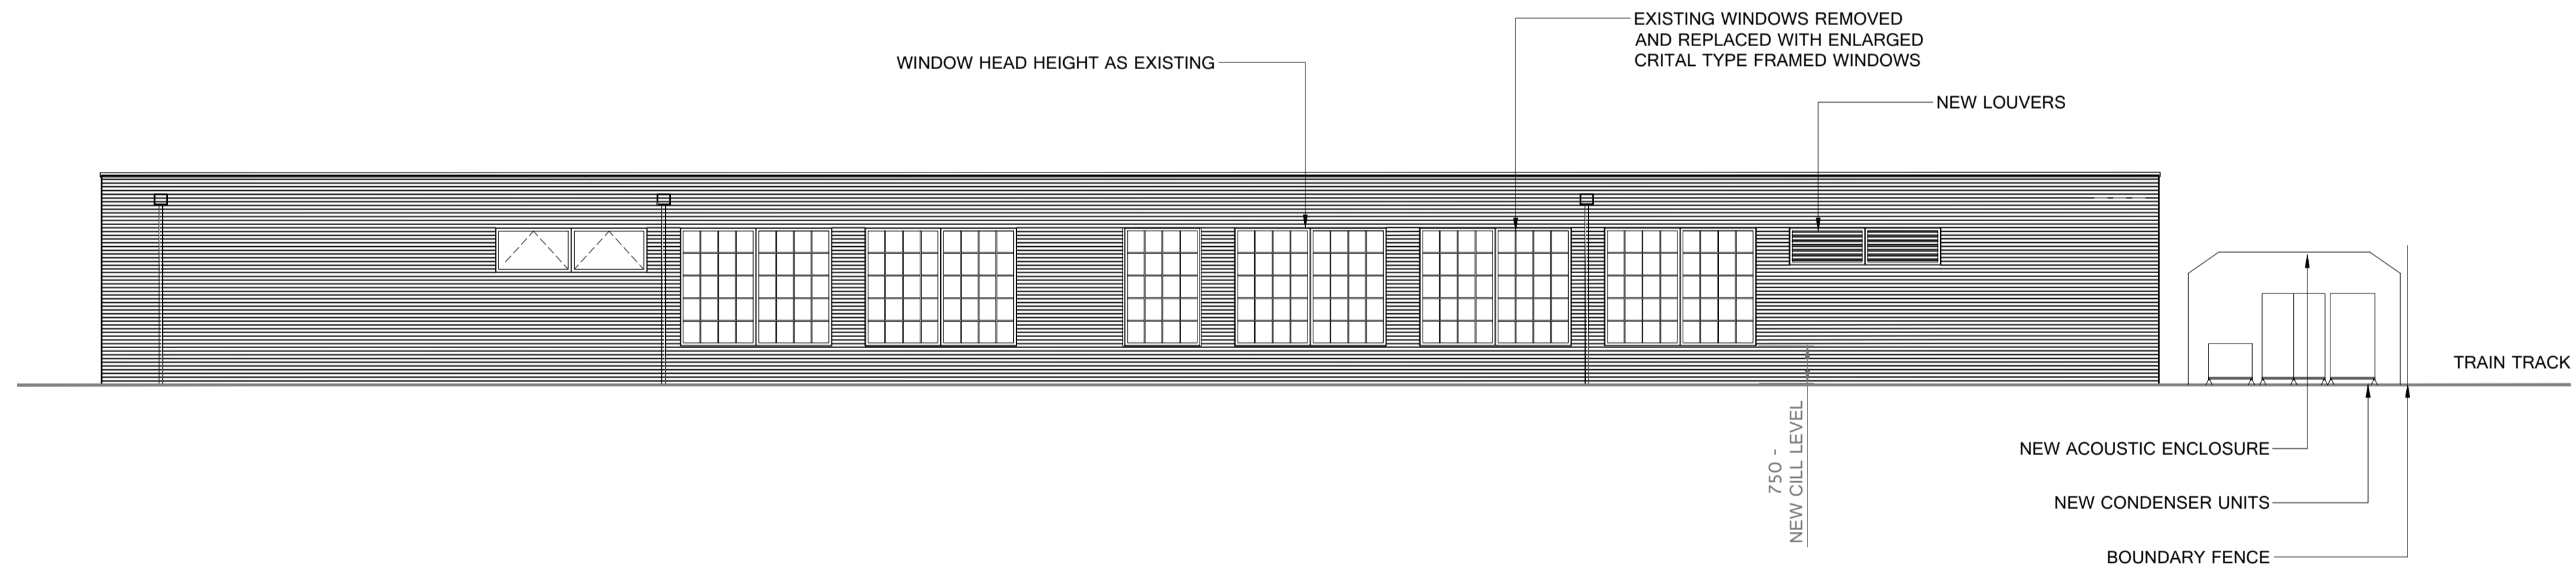 EXISTING WINDOWS REMOVED
AND REPLACED WITH ENLARGED
CRITAL TYPE FRAMED WINDOWS
WINDOW HEAD HEIGHT AS EXISTING
NEW LOUVERS
TRAIN TRACK
750 -
NEW CILL LEVEL
NEW ACOUSTIC ENCLOSURE
NEW CONDENSER UNITS
BOUNDARY FENCE